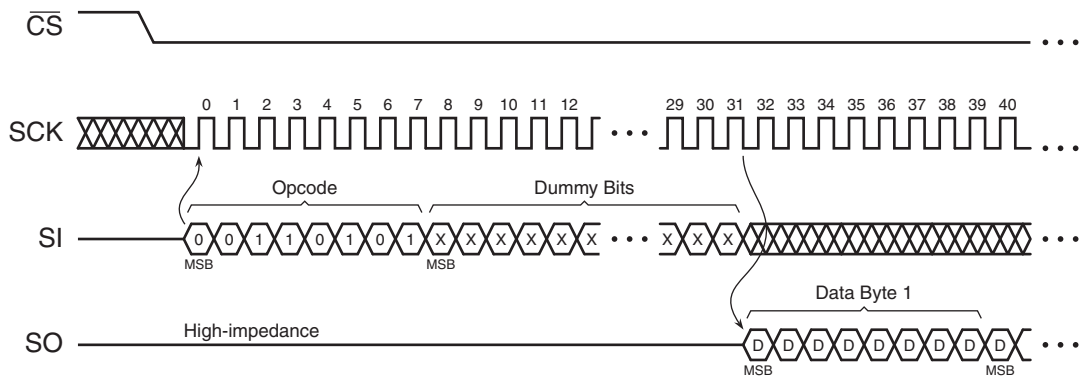 CS
0 1 2 3 4 5 6 7 8 9 10 11 12 29 30 31 32 33 34 35 36 37 38 39 40
SCK
Opcode Dummy Bits
SI 0 0 1 1 0 1 0 1 X X X X X X X X X
MSB MSB
Data Byte 1
High-impedance
SO D D D D D D D D D
MSB MSB